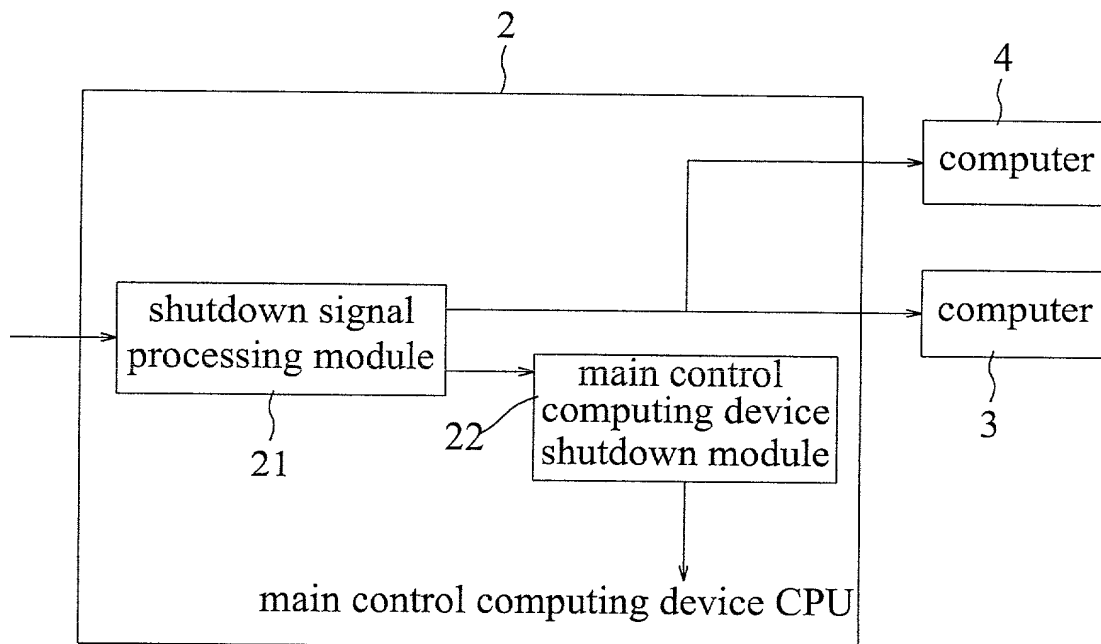 2
4
computer
computer
3
shutdown signal
processing module
21
main control
computing device
shutdown module
22
main control computing device CPU